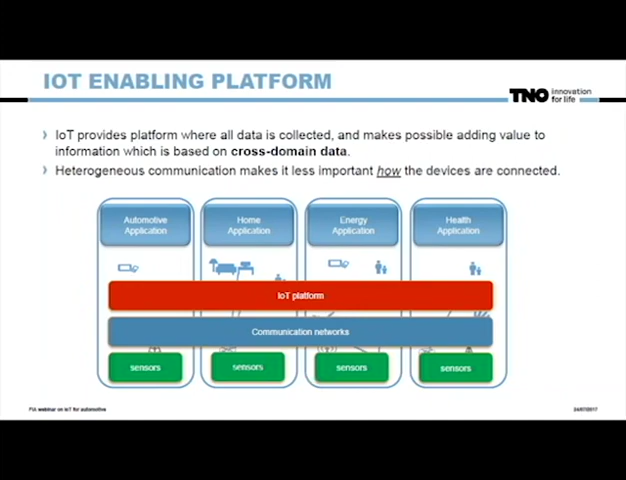 IOT ENABLING PLATFORM
TNO innovation
for life
IoT provides platform where all data is collected, and makes possible adding value to
information which is based on cross-domain data.
Heterogeneous communication makes it less important how the devices are connected.
Automotive
Application
Home
Application
Energy
Application
Health
Application
IoT platform
Communication networks
sensors
sensors
sensors
sensors
FIA webinar on IoT for automotive
24/07/2017